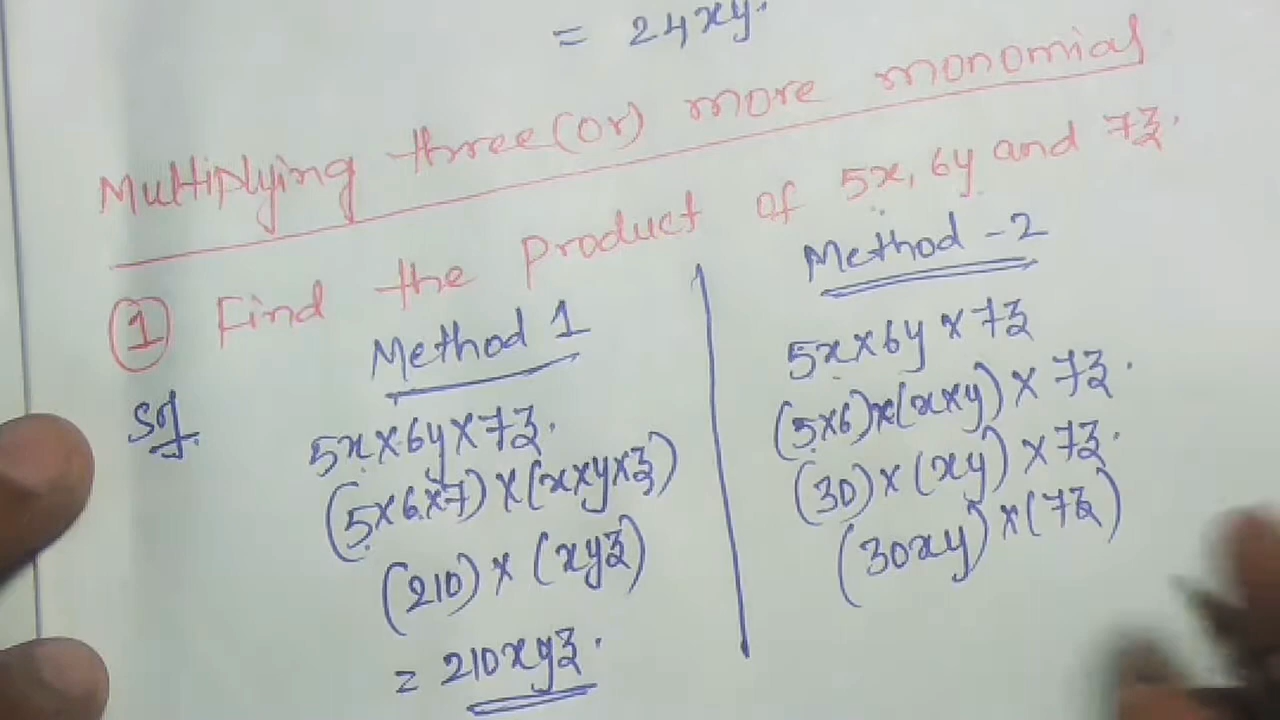 = 24xy.
Multiplying three (or) more monomial
① Find the product of 5x, 6y and 7z.
Sol.
Method 1
5x×6y×7z.
(5×6×7)×(x×y×z)
(210)×(xyz)
= 210xyz.
Method - 2
5x×6y×7z
(5×6)×(x×y)×7z.
(30)×(xy)×7z.
(30xy)×(7z)